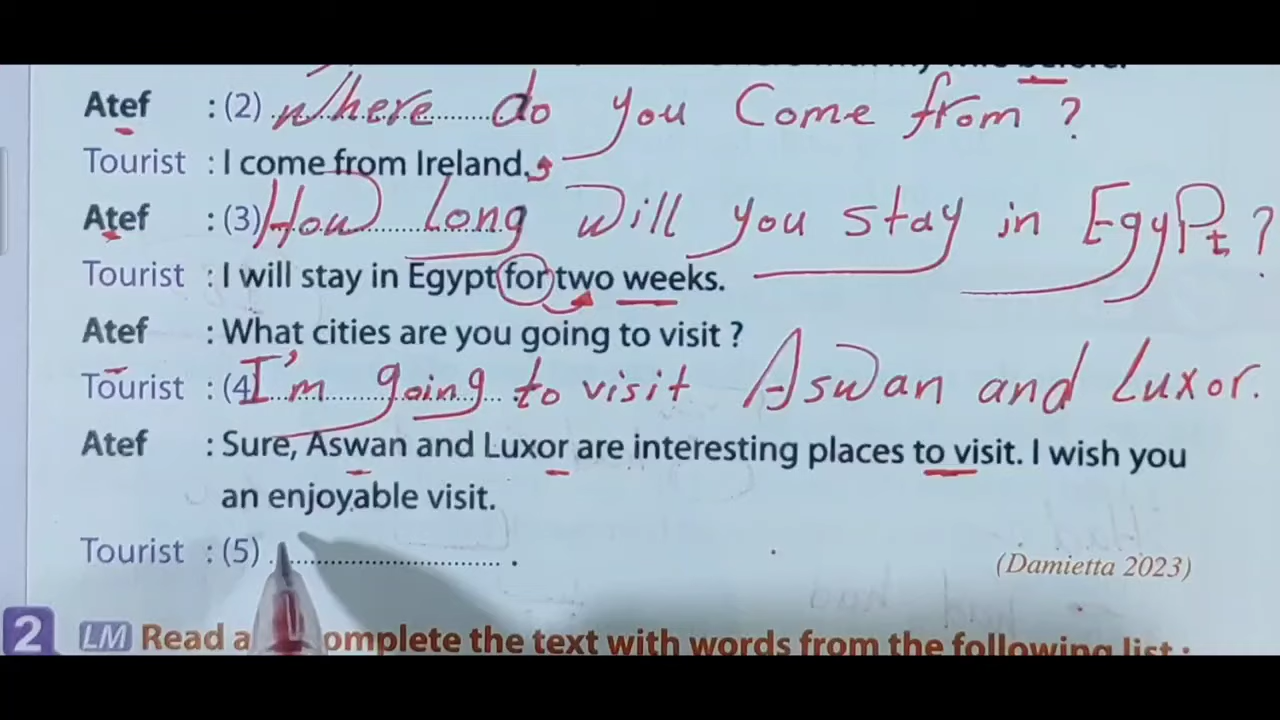 before.
Atef : (2) Where do you Come from ?
Tourist : I come from Ireland.
Atef : (3) How long will you stay in Egypt ?
Tourist : I will stay in Egypt for two weeks.
Atef : What cities are you going to visit ?
Tourist : (4) I'm going to visit Aswan and Luxor.
Atef : Sure, Aswan and Luxor are interesting places to visit. I wish you
an enjoyable visit.
Tourist : (5) .................................. .
(Damietta 2023)
2 LM Read a omplete the text with words from the following list :